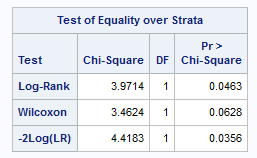 Test of Equality over Strata
Test Chi-Square DF Pr > Chi-Square
Log-Rank 3.9714 1 0.0463
Wilcoxon 3.4624 1 0.0628
-2Log(LR) 4.4183 1 0.0356